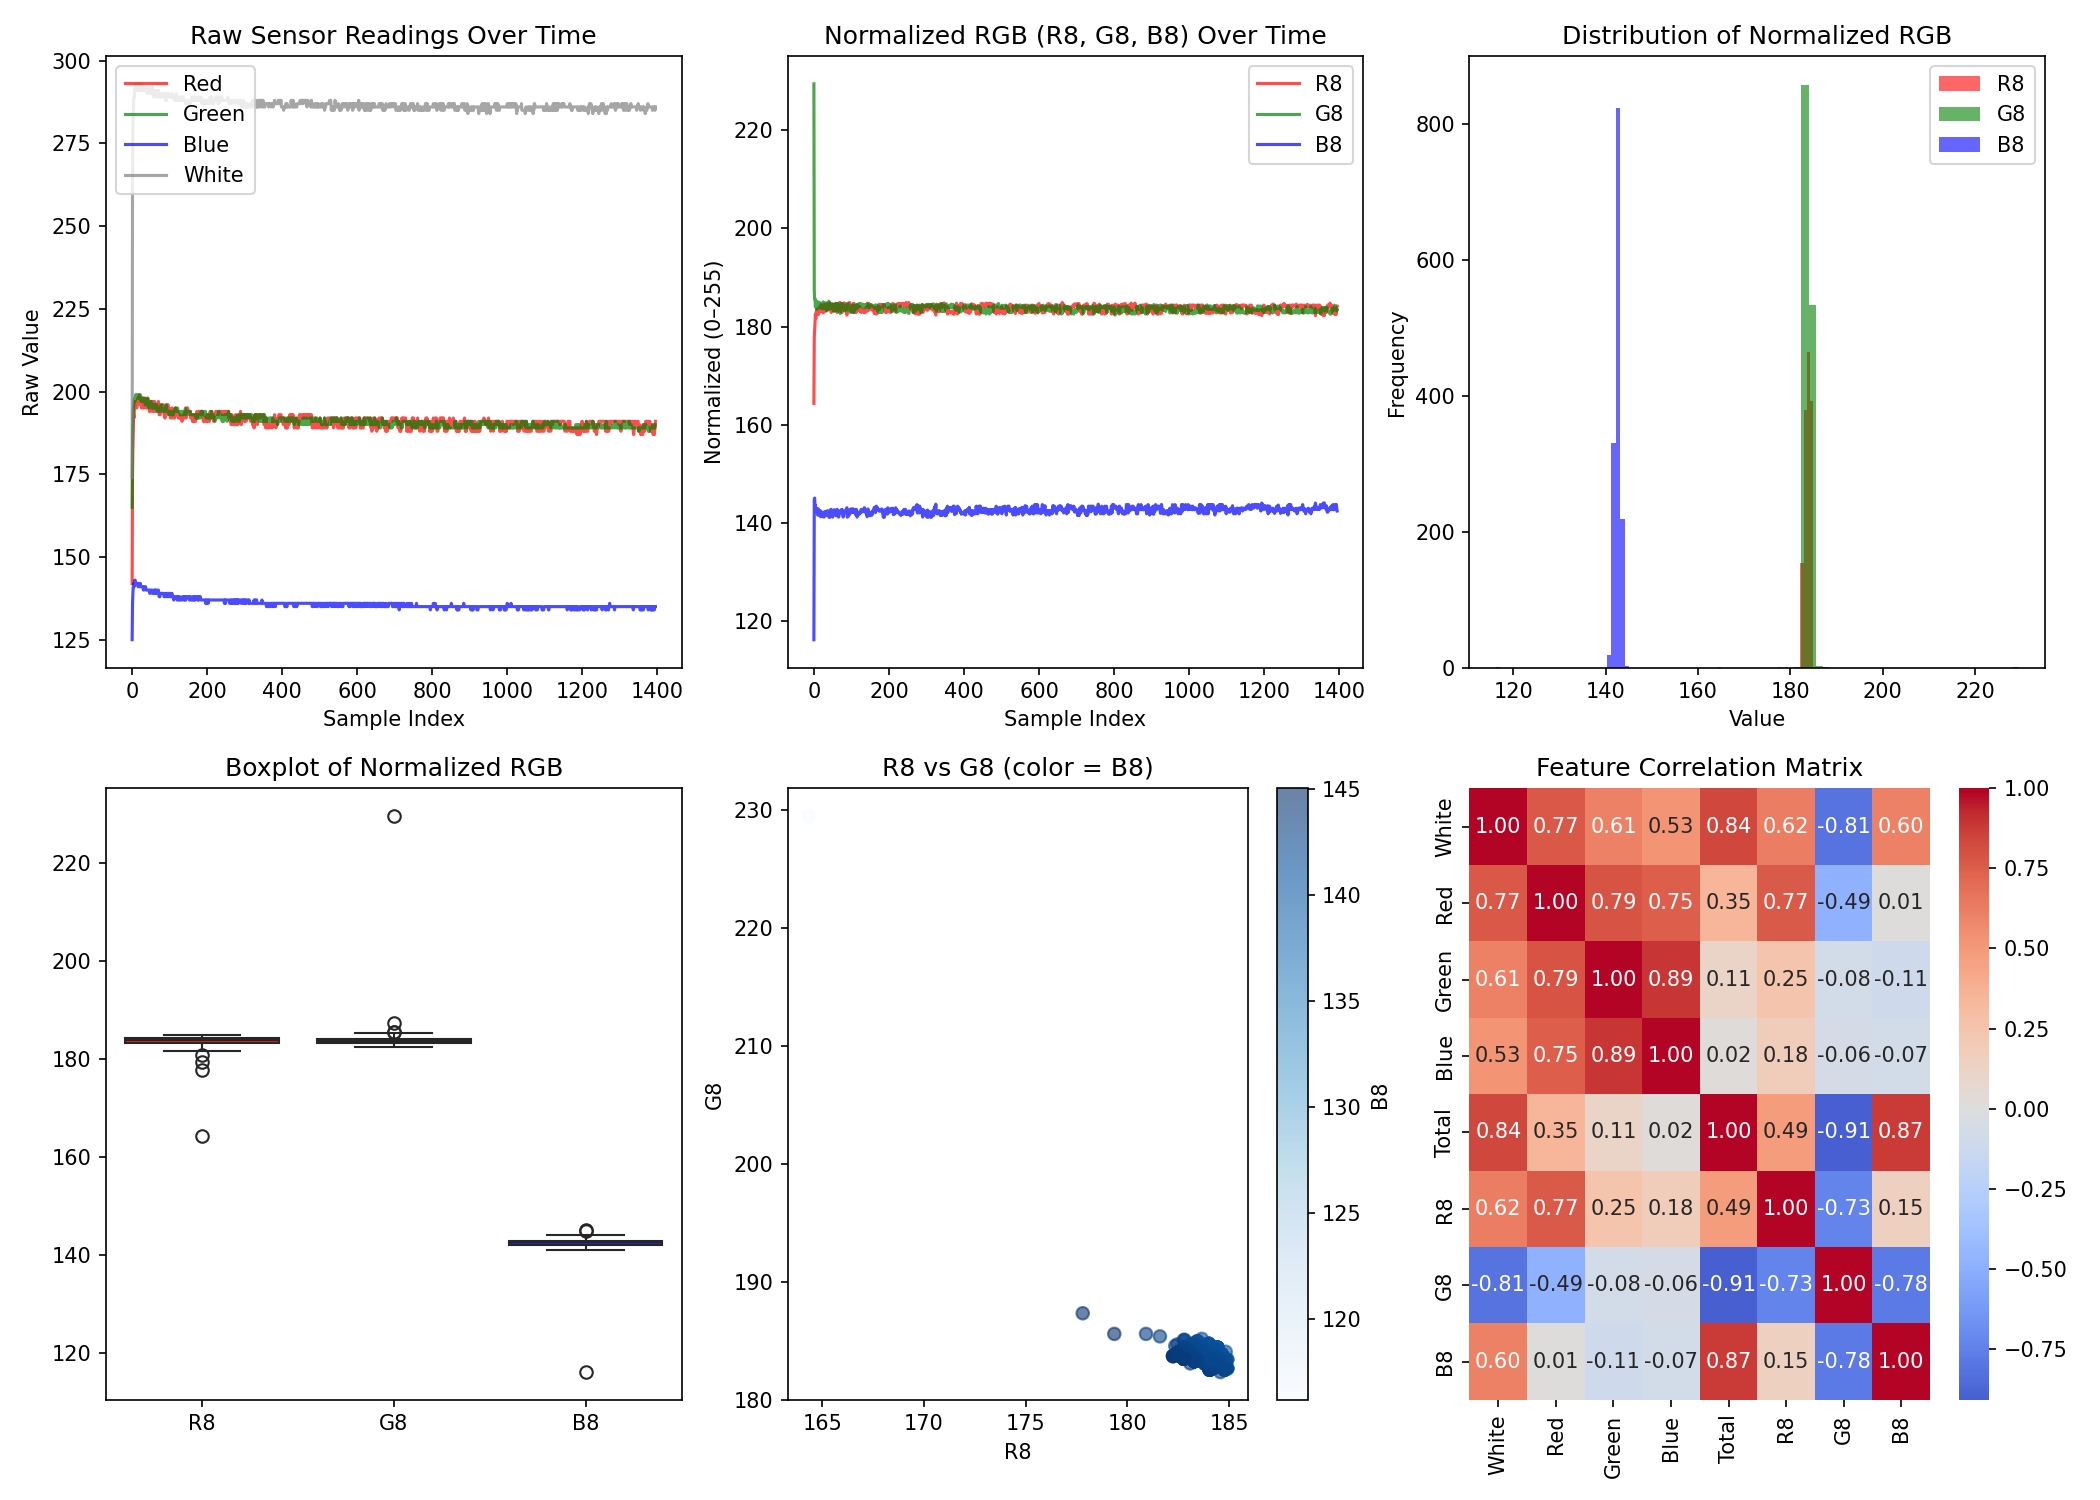 Raw Sensor Readings Over Time
300
275
250
225
200
175
150
125
Raw Value
Red
Green
Blue
White
0 200 400 600 800 1000 1200 1400
Sample Index
Normalized RGB (R8, G8, B8) Over Time
220
200
180
160
140
120
Normalized (0–255)
R8
G8
B8
0 200 400 600 800 1000 1200 1400
Sample Index
Distribution of Normalized RGB
800
600
400
200
0
Frequency
R8
G8
B8
120 140 160 180 200 220
Value
Boxplot of Normalized RGB
220
200
180
160
140
120
R8 G8 B8
R8 vs G8 (color = B8)
230
220
210
200
190
180
G8
165 170 175 180 185
R8
145
140
135
130
125
120
B8
Feature Correlation Matrix
White 1.00 0.77 0.61 0.53 0.84 0.62 -0.81 0.60
Red 0.77 1.00 0.79 0.75 0.35 0.77 -0.49 0.01
Green 0.61 0.79 1.00 0.89 0.11 0.25 -0.08 -0.11
Blue 0.53 0.75 0.89 1.00 0.02 0.18 -0.06 -0.07
Total 0.84 0.35 0.11 0.02 1.00 0.49 -0.91 0.87
R8 0.62 0.77 0.25 0.18 0.49 1.00 -0.73 0.15
G8 -0.81 -0.49 -0.08 -0.06 -0.91 -0.73 1.00 -0.78
B8 0.60 0.01 -0.11 -0.07 0.87 0.15 -0.78 1.00
White Red Green Blue Total R8 G8 B8
1.00
0.75
0.50
0.25
0.00
−0.25
−0.50
−0.75